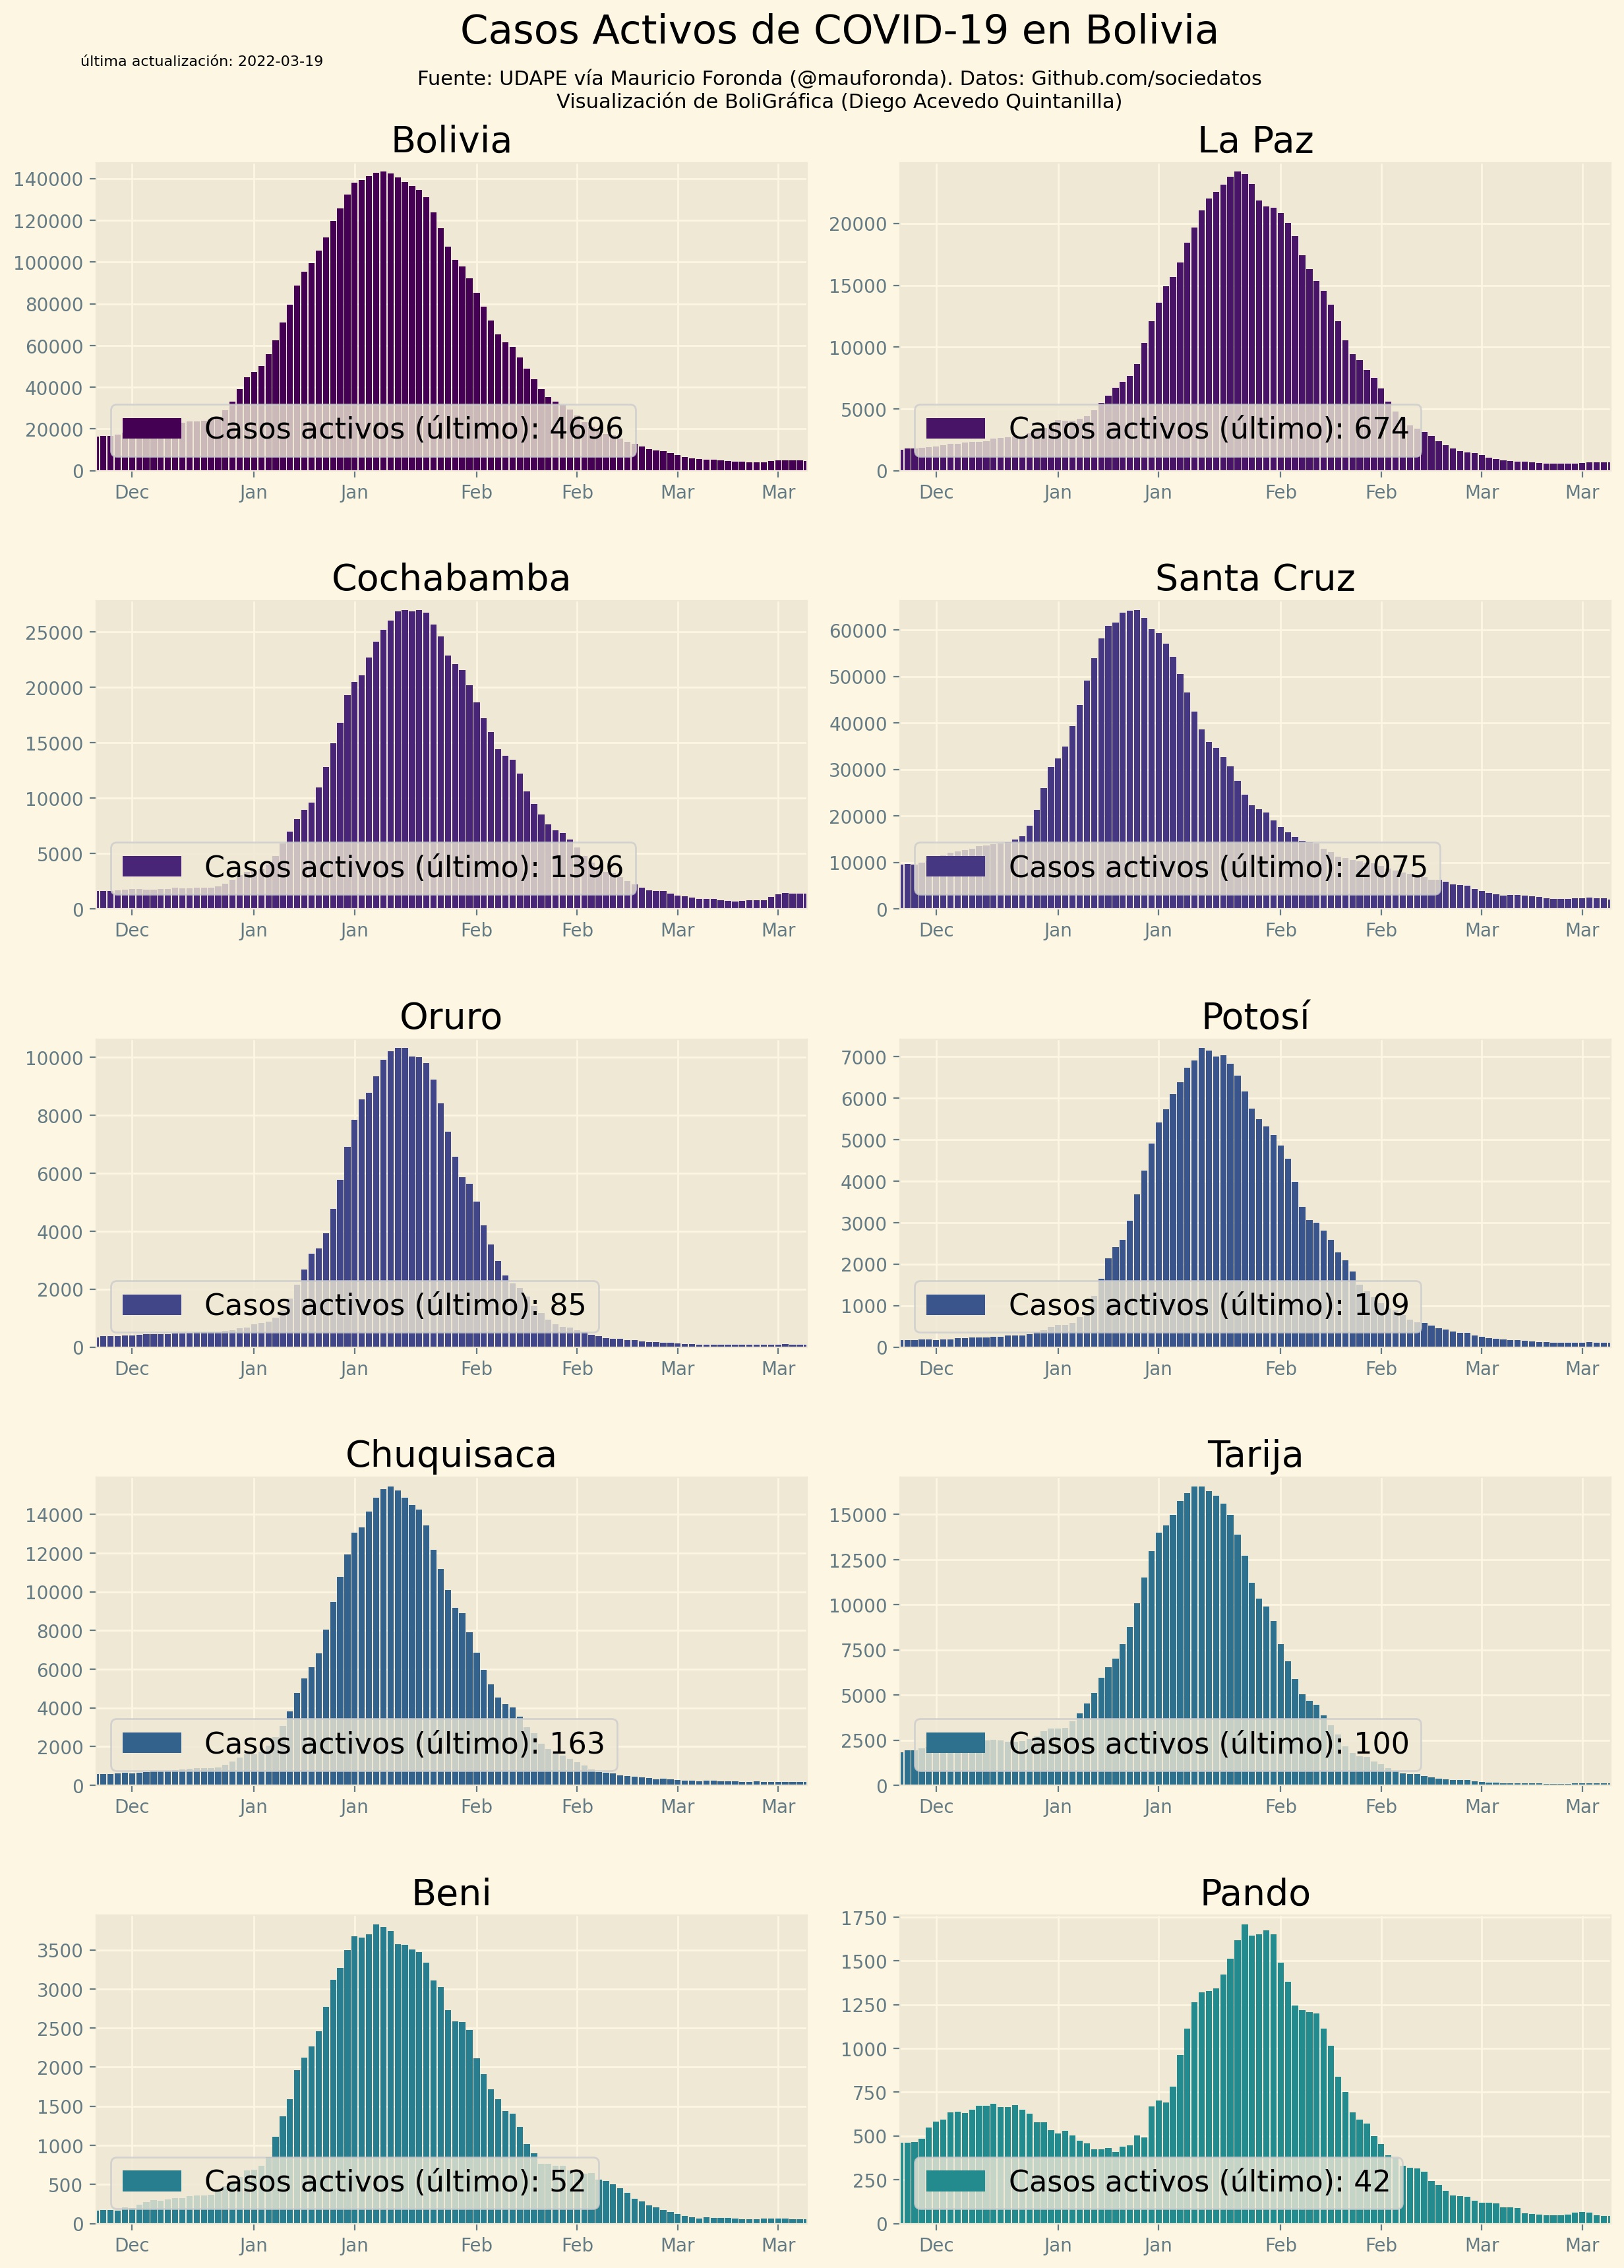 Casos Activos de COVID-19 en Bolivia
última actualización: 2022-03-19
Fuente: UDAPE vía Mauricio Foronda (@mauforonda). Datos: Github.com/sociedatos
Visualización de BoliGráfica (Diego Acevedo Quintanilla)
Bolivia
140000
120000
100000
80000
60000
40000
20000
0
Casos activos (último): 4696
Dec Jan Jan Feb Feb Mar Mar
La Paz
20000
15000
10000
5000
0
Casos activos (último): 674
Dec Jan Jan Feb Feb Mar Mar
Cochabamba
25000
20000
15000
10000
5000
0
Casos activos (último): 1396
Dec Jan Jan Feb Feb Mar Mar
Santa Cruz
60000
50000
40000
30000
20000
10000
0
Casos activos (último): 2075
Dec Jan Jan Feb Feb Mar Mar
Oruro
10000
8000
6000
4000
2000
0
Casos activos (último): 85
Dec Jan Jan Feb Feb Mar Mar
Potosí
7000
6000
5000
4000
3000
2000
1000
0
Casos activos (último): 109
Dec Jan Jan Feb Feb Mar Mar
Chuquisaca
14000
12000
10000
8000
6000
4000
2000
0
Casos activos (último): 163
Dec Jan Jan Feb Feb Mar Mar
Tarija
15000
12500
10000
7500
5000
2500
0
Casos activos (último): 100
Dec Jan Jan Feb Feb Mar Mar
Beni
3500
3000
2500
2000
1500
1000
500
0
Casos activos (último): 52
Dec Jan Jan Feb Feb Mar Mar
Pando
1750
1500
1250
1000
750
500
250
0
Casos activos (último): 42
Dec Jan Jan Feb Feb Mar Mar